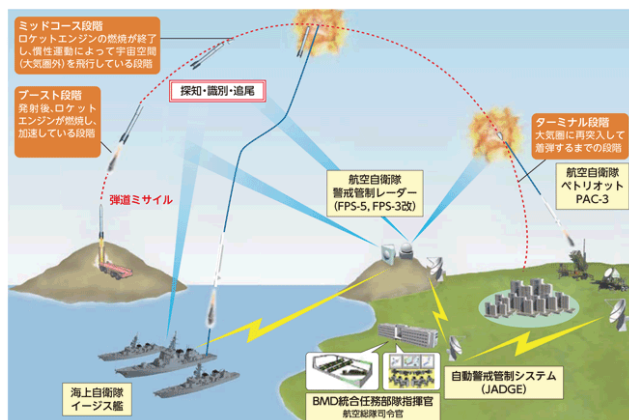 ミッドコース段階
ロケットエンジンの燃焼が終了
し、慣性運動によって宇宙空間
(大気圏外)を飛行している段階
探知・識別・追尾
ブースト段階
発射後、ロケット
エンジンが燃焼し、
加速している段階
ターミナル段階
大気圏に再突入して
着弾するまでの段階
弾道ミサイル
航空自衛隊
警戒管制レーダー
(FPS-5, FPS-3改)
航空自衛隊
ペトリオット
PAC-3
海上自衛隊
イージス艦
BMD統合任務部隊指揮官
航空総隊司令官
自動警戒管制システム
(JADGE)